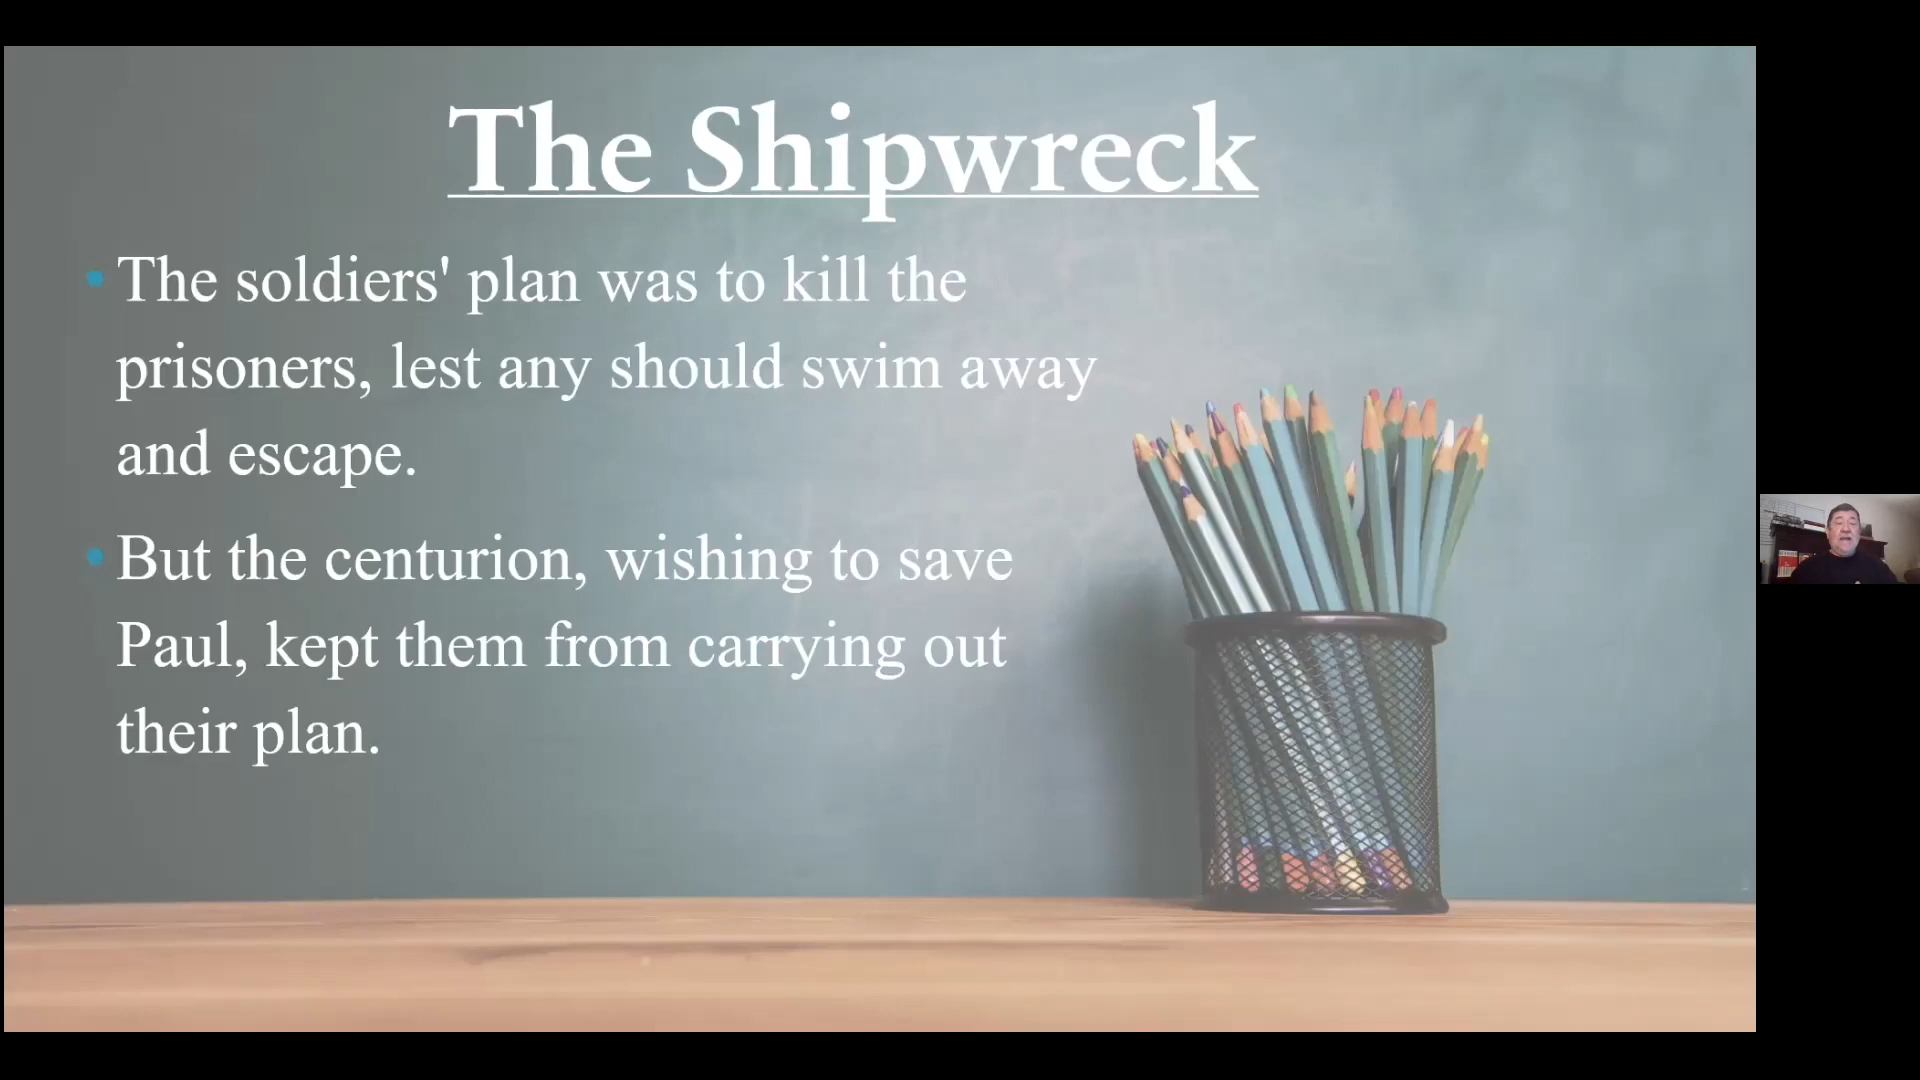 The Shipwreck
• The soldiers' plan was to kill the
prisoners, lest any should swim away
and escape.
• But the centurion, wishing to save
Paul, kept them from carrying out
their plan.